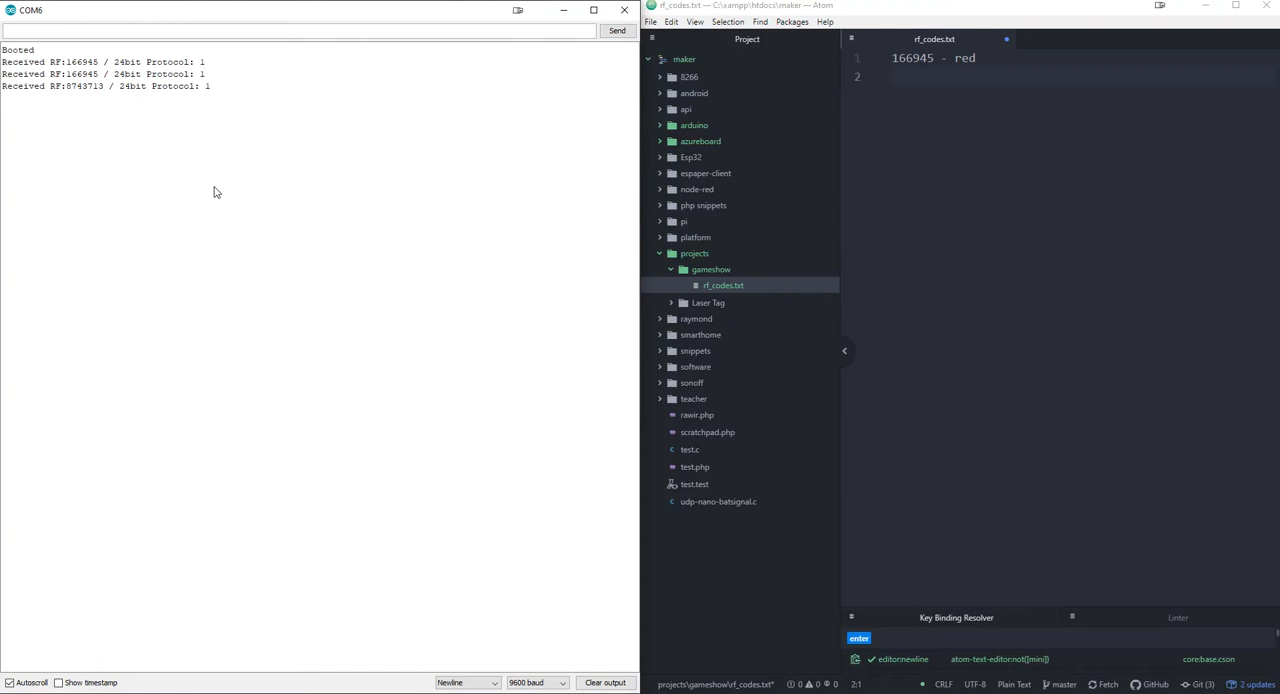 COM6
Send
Booted
Received RF:166945 / 24bit Protocol: 1
Received RF:166945 / 24bit Protocol: 1
Received RF:8743713 / 24bit Protocol: 1
Autoscroll
Show timestamp
Newline
9600 baud
Clear output
rf_codes.txt — C:\xampp\htdocs\maker — Atom
File Edit View Selection Find Packages Help
Project
maker
8266
android
api
arduino
azureboard
Esp32
espaper-client
node-red
php snippets
pi
platform
projects
gameshow
rf_codes.txt
Laser Tag
raymond
smarthome
snippets
software
sonoff
teacher
rawir.php
scratchpad.php
test.c
test.php
test.test
udp-nano-batsignal.c
rf_codes.txt
1 166945 - red
2
Key Binding Resolver
Linter
enter
editor:newline atom-text-editor:not([mini]) core:base.cson
projects\gameshow\rf_codes.txt* 0 0 0 2:1 CRLF UTF-8 Plain Text master Fetch GitHub Git (3) 2 updates